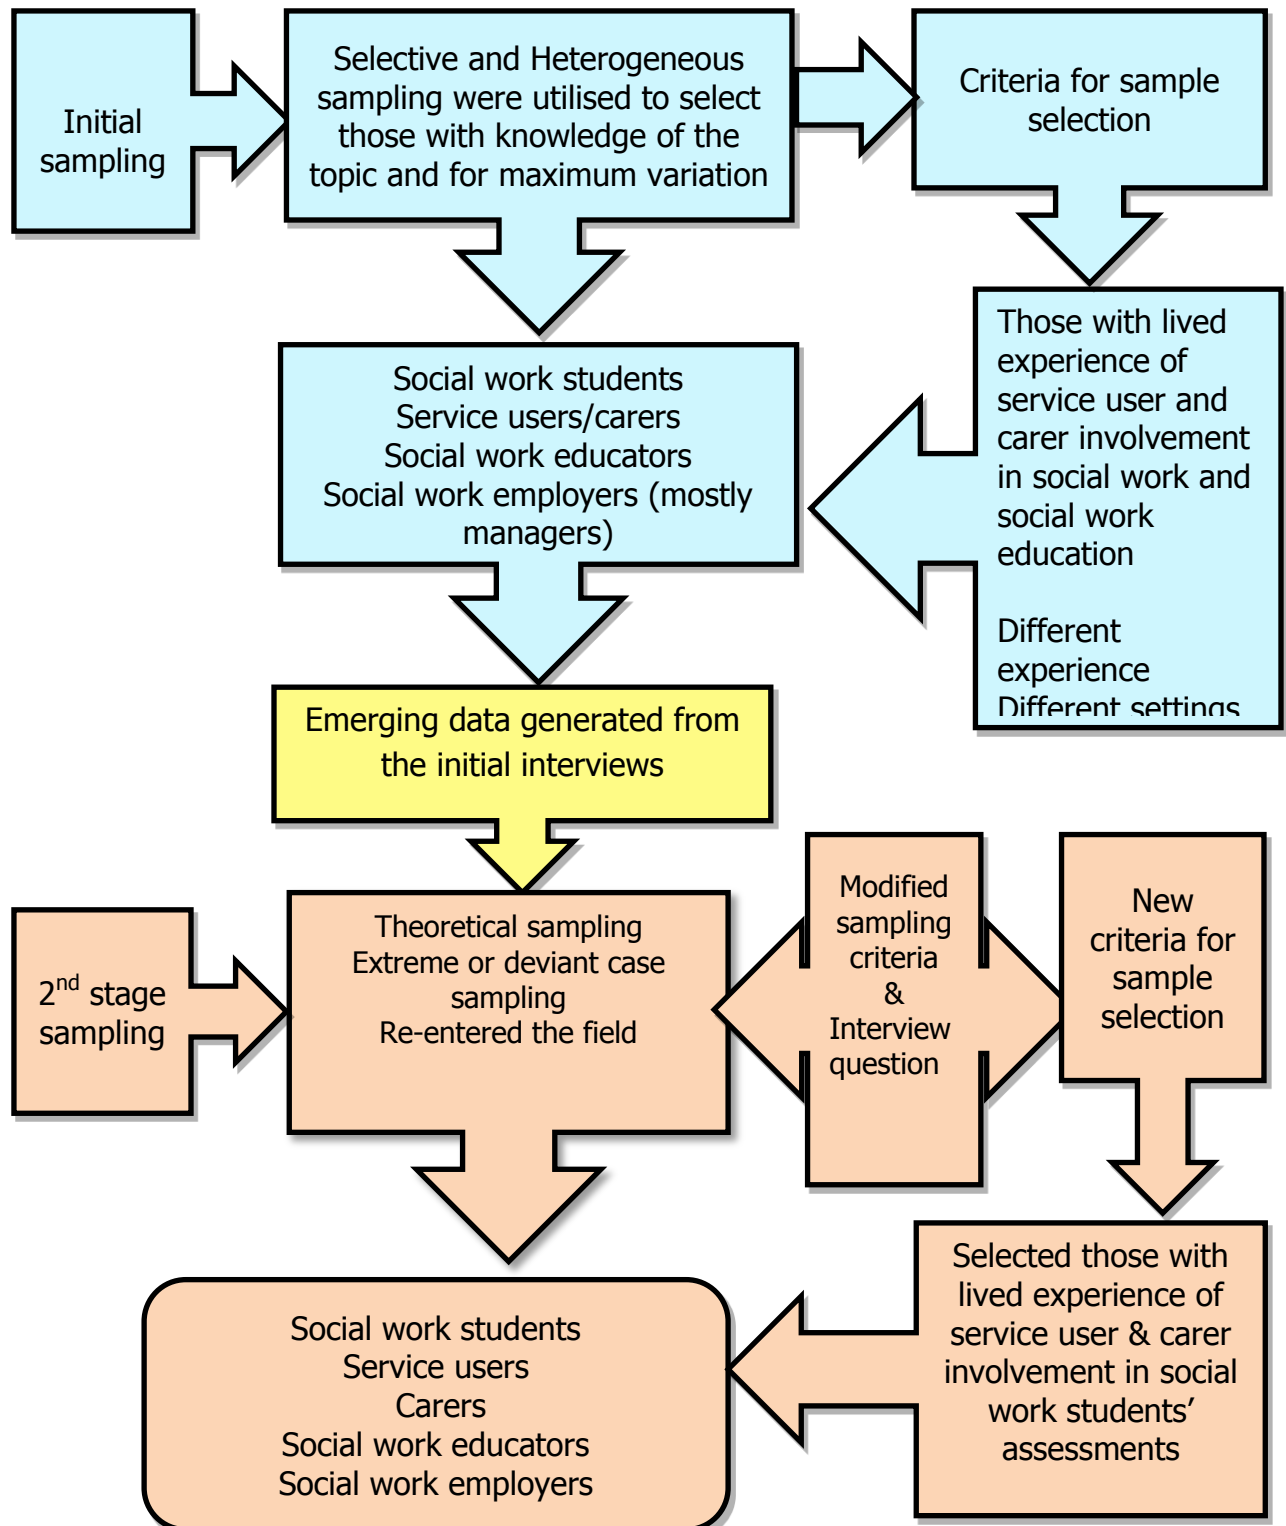 Initial
sampling
Selective and Heterogeneous
sampling were utilised to select
those with knowledge of the
topic and for maximum variation
Criteria for sample
selection
Those with lived
experience of
service user and
carer involvement
in social work and
social work
education
Different
experience
Different settings
Social work students
Service users/carers
Social work educators
Social work employers (mostly
managers)
Emerging data generated from
the initial interviews
2nd stage
sampling
Theoretical sampling
Extreme or deviant case
sampling
Re-entered the field
Modified
sampling
criteria
&
Interview
question
New
criteria for
sample
selection
Selected those with
lived experience of
service user & carer
involvement in social
work students’
assessments
Social work students
Service users
Carers
Social work educators
Social work employers